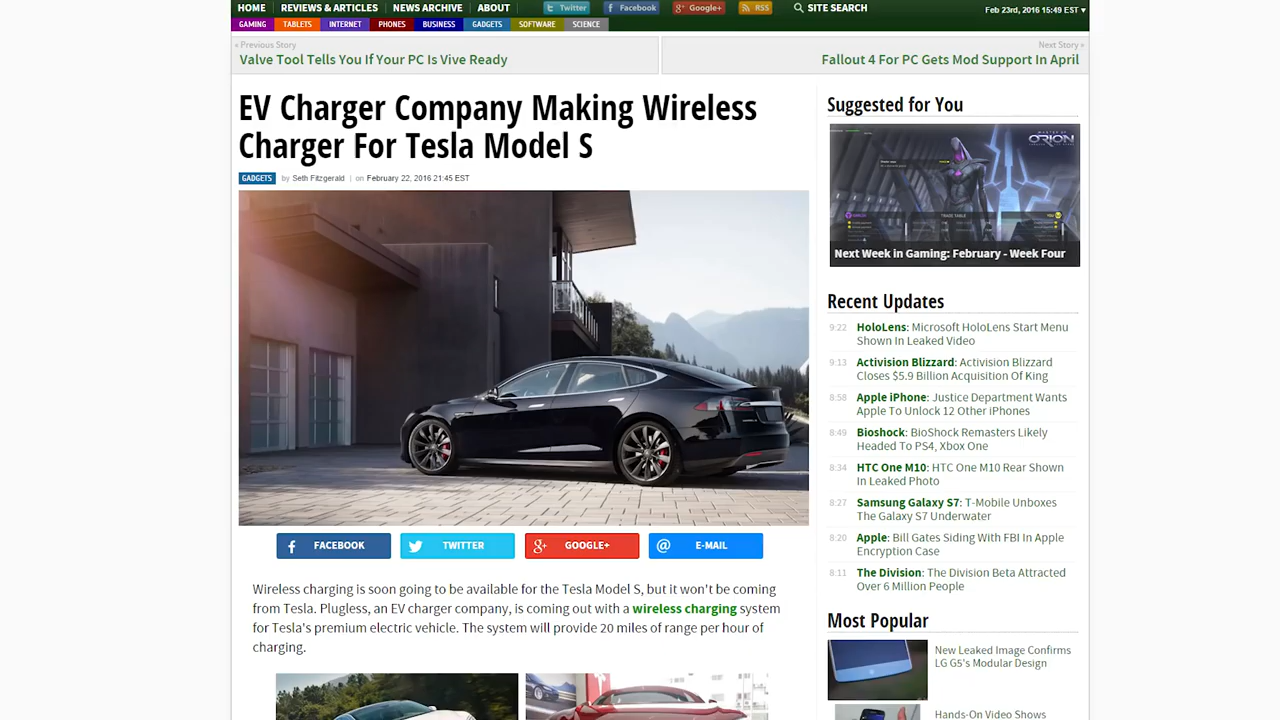 HOME REVIEWS & ARTICLES NEWS ARCHIVE ABOUT Twitter Facebook Google+ RSS SITE SEARCH Feb 23rd, 2016 15:49 EST ▾
GAMING TABLETS INTERNET PHONES BUSINESS GADGETS SOFTWARE SCIENCE
« Previous Story
Valve Tool Tells You If Your PC Is Vive Ready
Next Story »
Fallout 4 For PC Gets Mod Support In April
EV Charger Company Making Wireless
Charger For Tesla Model S
GADGETS by Seth Fitzgerald | on February 22, 2016 21:45 EST
FACEBOOK TWITTER GOOGLE+ E-MAIL
Wireless charging is soon going to be available for the Tesla Model S, but it won't be coming
from Tesla. Plugless, an EV charger company, is coming out with a wireless charging system
for Tesla's premium electric vehicle. The system will provide 20 miles of range per hour of
charging.
Suggested for You
ORION
TRADE TABLE
Next Week in Gaming: February - Week Four
Recent Updates
9:22 HoloLens: Microsoft HoloLens Start Menu
Shown In Leaked Video
9:13 Activision Blizzard: Activision Blizzard
Closes $5.9 Billion Acquisition Of King
8:58 Apple iPhone: Justice Department Wants
Apple To Unlock 12 Other iPhones
8:49 Bioshock: BioShock Remasters Likely
Headed To PS4, Xbox One
8:34 HTC One M10: HTC One M10 Rear Shown
In Leaked Photo
8:27 Samsung Galaxy S7: T-Mobile Unboxes
The Galaxy S7 Underwater
8:20 Apple: Bill Gates Siding With FBI In Apple
Encryption Case
8:11 The Division: The Division Beta Attracted
Over 6 Million People
Most Popular
New Leaked Image Confirms
LG G5's Modular Design
Hands-On Video Shows